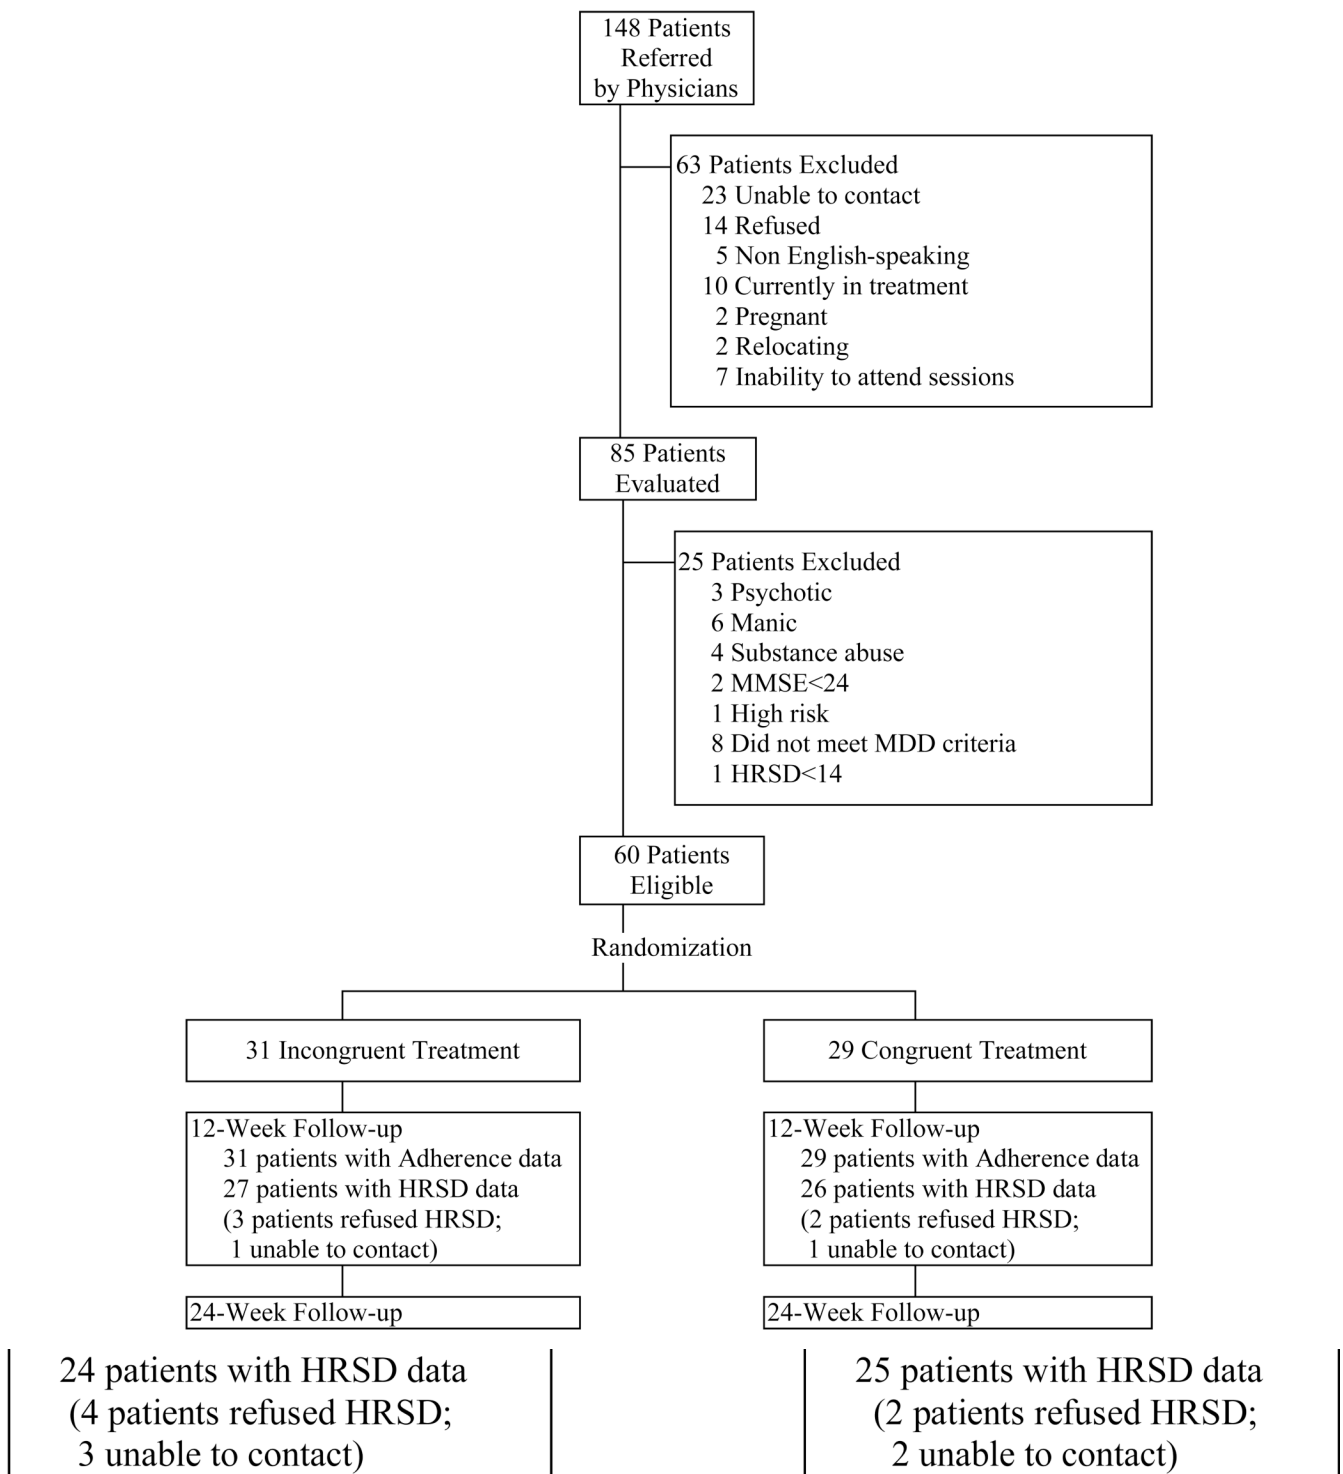 148 Patients
Referred
by Physicians
63 Patients Excluded
23 Unable to contact
14 Refused
5 Non English-speaking
10 Currently in treatment
2 Pregnant
2 Relocating
7 Inability to attend sessions
85 Patients
Evaluated
25 Patients Excluded
3 Psychotic
6 Manic
4 Substance abuse
2 MMSE<24
1 High risk
8 Did not meet MDD criteria
1 HRSD<14
60 Patients
Eligible
Randomization
31 Incongruent Treatment
29 Congruent Treatment
12-Week Follow-up
31 patients with Adherence data
27 patients with HRSD data
(3 patients refused HRSD;
1 unable to contact)
12-Week Follow-up
29 patients with Adherence data
26 patients with HRSD data
(2 patients refused HRSD;
1 unable to contact)
24-Week Follow-up
24 patients with HRSD data
(4 patients refused HRSD;
3 unable to contact)
24-Week Follow-up
25 patients with HRSD data
(2 patients refused HRSD;
2 unable to contact)